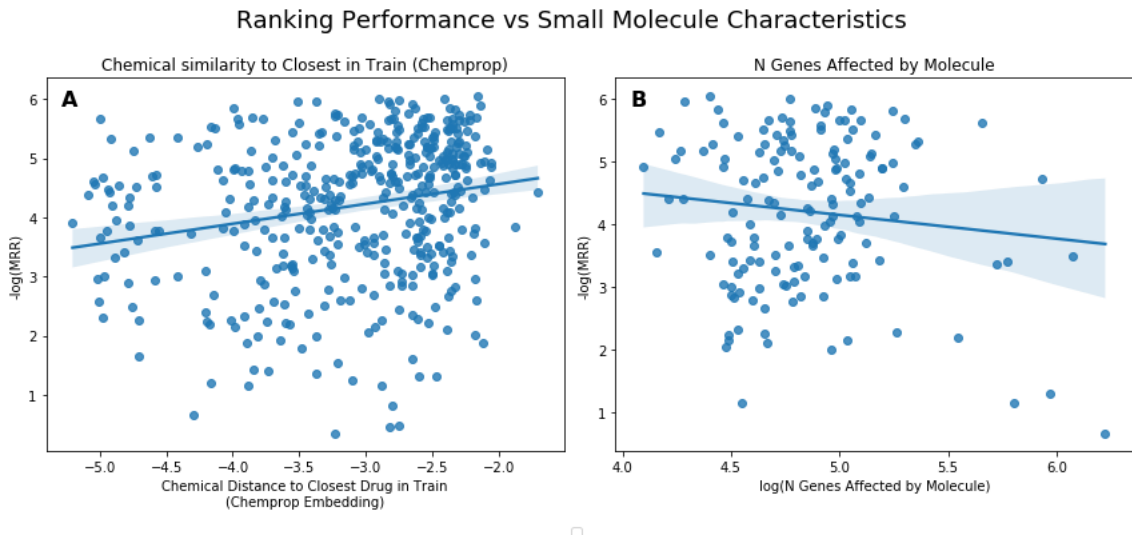 Ranking Performance vs Small Molecule Characteristics
Chemical similarity to Closest in Train (Chemprop)
A
6
5
4
3
2
1
-log(MRR)
−5.0 −4.5 −4.0 −3.5 −3.0 −2.5 −2.0
Chemical Distance to Closest Drug in Train
(Chemprop Embedding)
N Genes Affected by Molecule
B
6
5
4
3
2
1
-log(MRR)
4.0 4.5 5.0 5.5 6.0
log(N Genes Affected by Molecule)